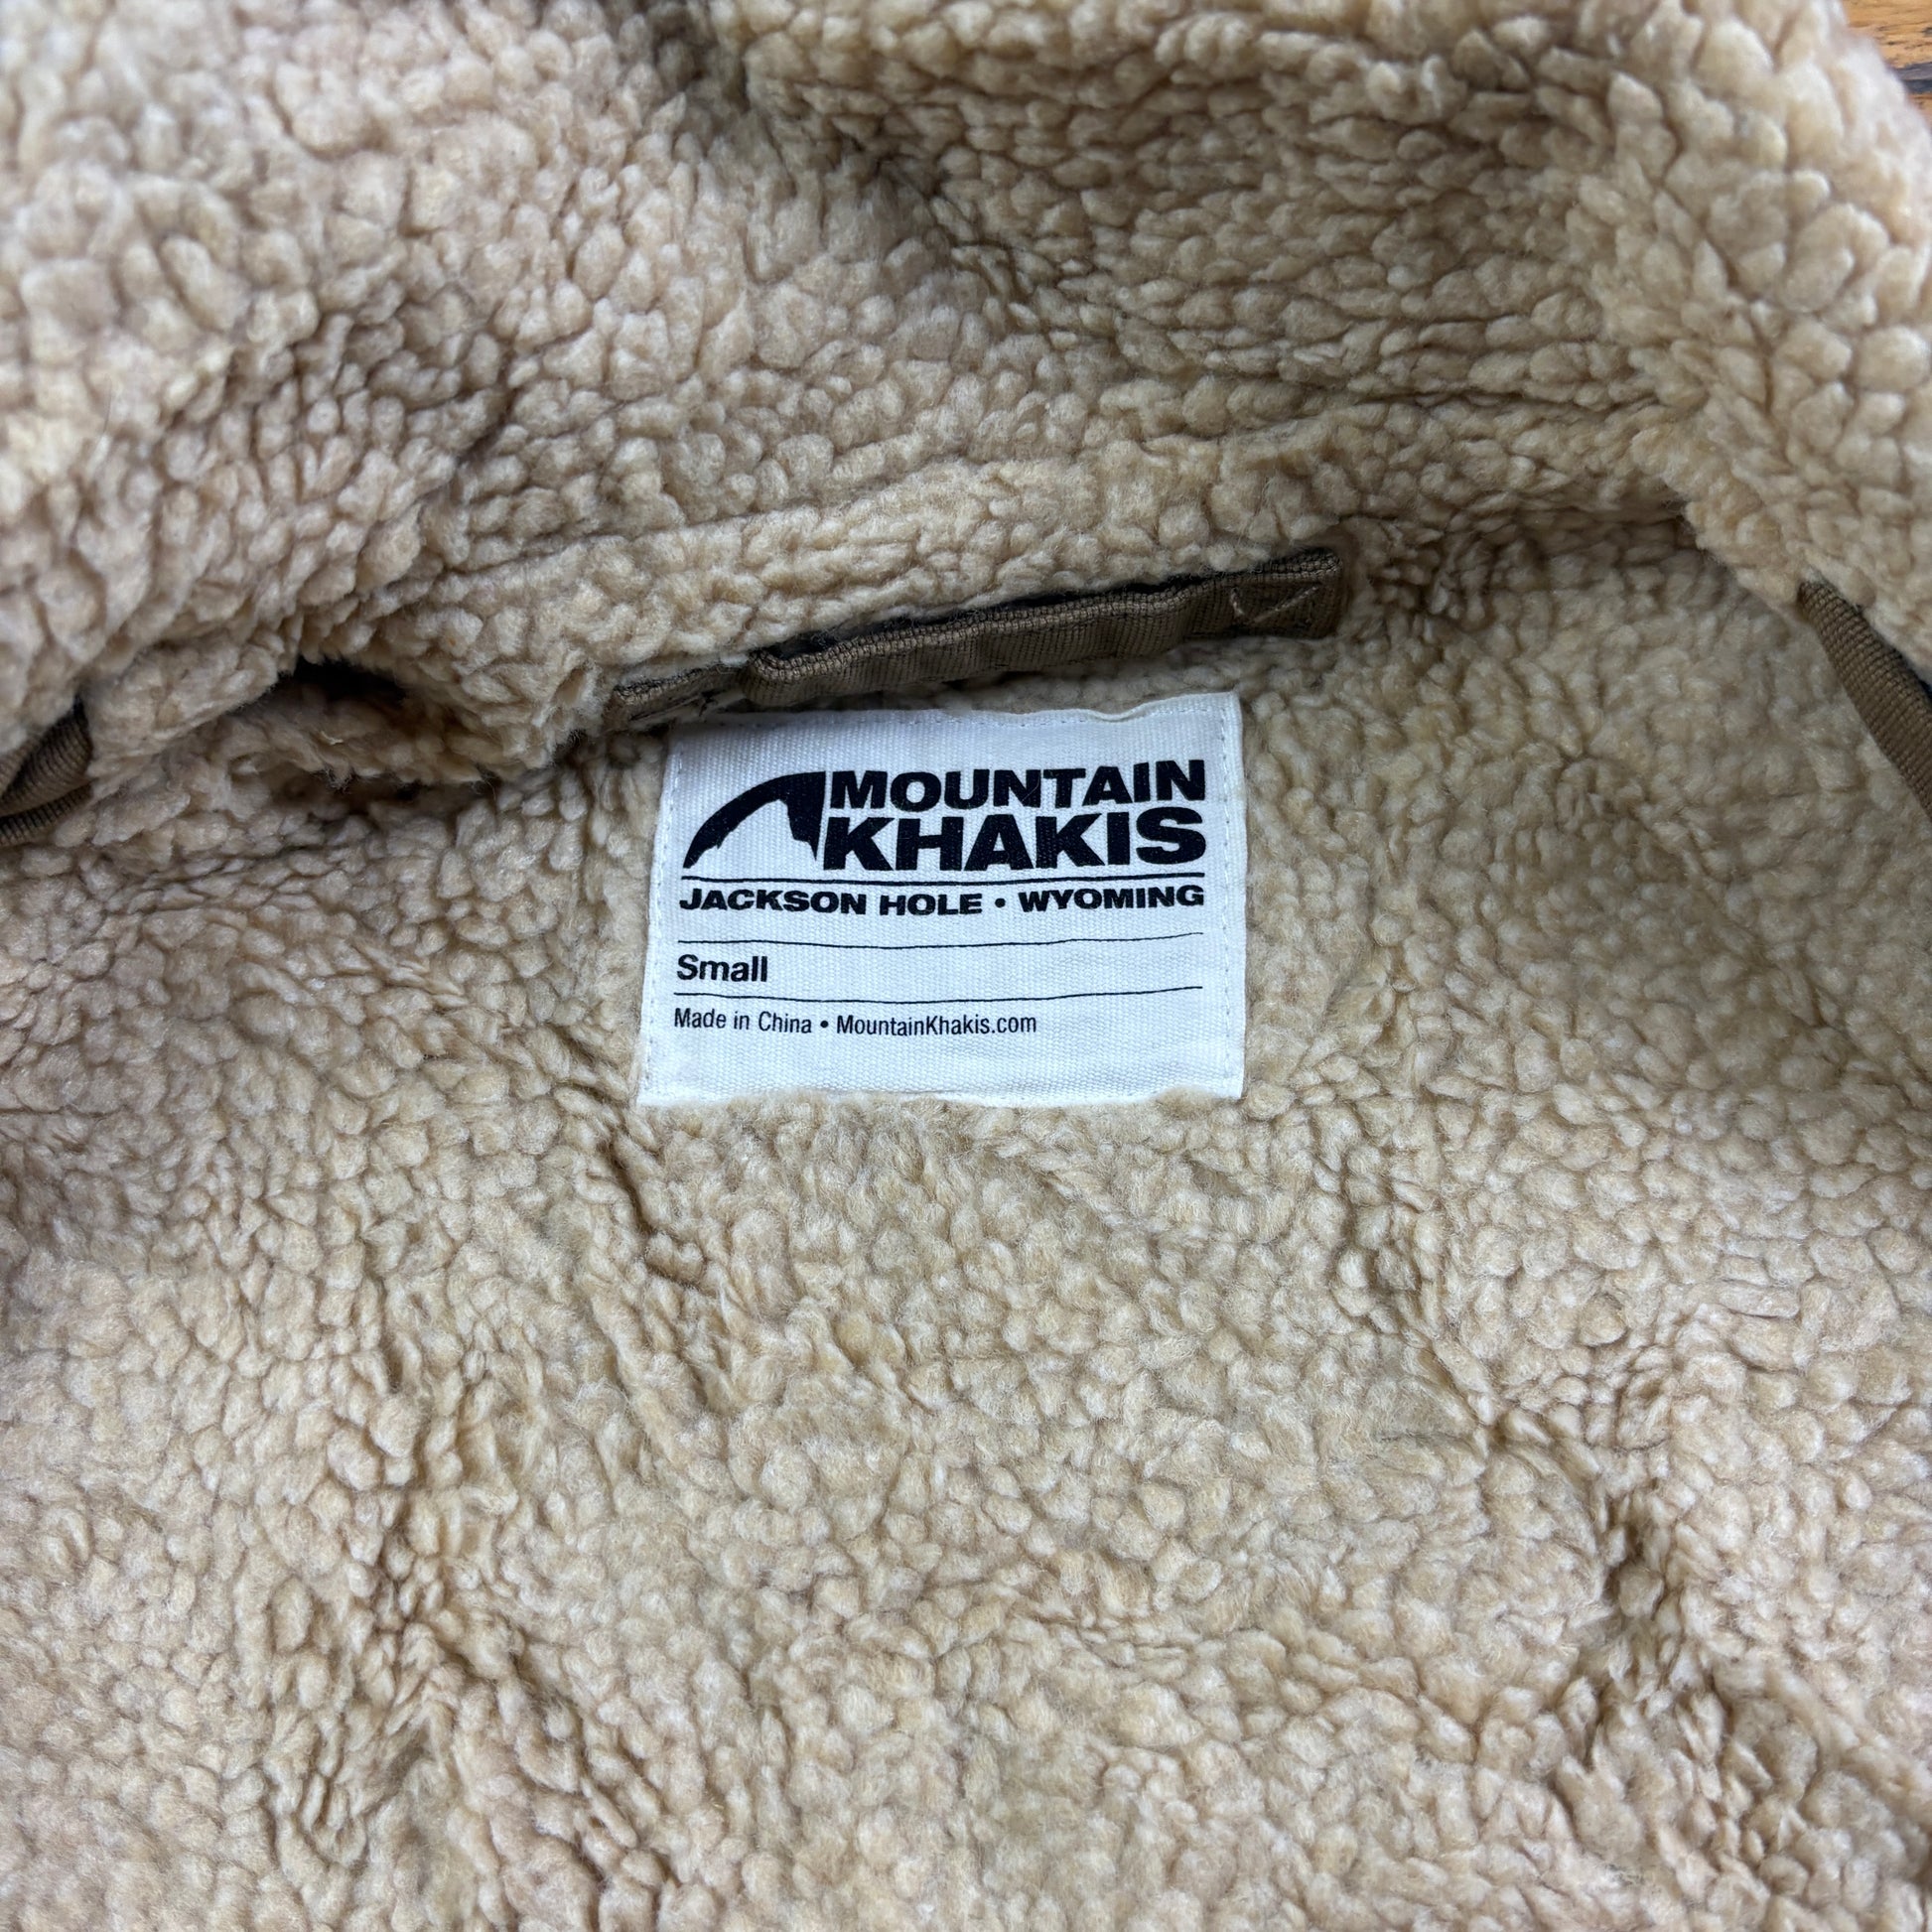 MOUNTAIN
KHAKIS
JACKSON HOLE • WYOMING
Small
Made in China • MountainKhakis.com